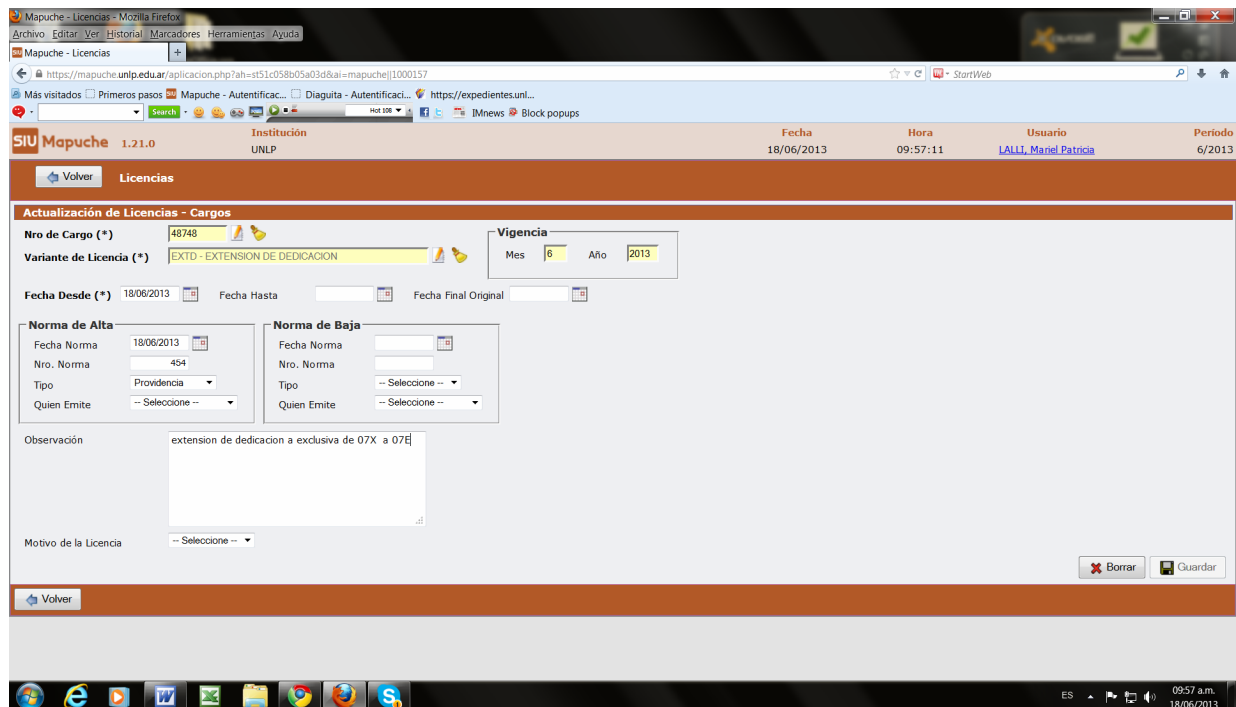 Mapuche - Licencias - Mozilla Firefox
Archivo Editar Ver Historial Marcadores Herramientas Ayuda
Mapuche - Licencias +
https://mapuche.unlp.edu.ar/aplicacion.php?ah=st51c058b05a03d&ai=mapuche||1000157 StartWeb
Más visitados Primeros pasos Mapuche - Autentificac... Diaguita - Autentificaci... https://expedientes.unl...
Search Hot 108 IMnews Block popups
SIU Mapuche 1.21.0 Institución Fecha Hora Usuario Período
UNLP 18/06/2013 09:57:11 LALLI, Mariel Patricia 6/2013
Volver Licencias
Actualización de Licencias - Cargos
Nro de Cargo (*) 48748
Variante de Licencia (*) EXTD - EXTENSION DE DEDICACION
Vigencia
Mes 6 Año 2013
Fecha Desde (*) 18/06/2013 Fecha Hasta Fecha Final Original
Norma de Alta
Fecha Norma 18/06/2013
Nro. Norma 454
Tipo Providencia
Quien Emite -- Seleccione --
Norma de Baja
Fecha Norma
Nro. Norma
Tipo -- Seleccione --
Quien Emite -- Seleccione --
Observación extension de dedicacion a exclusiva de 07X a 07E
Motivo de la Licencia -- Seleccione --
Borrar Guardar
Volver
ES 09:57 a.m.
18/06/2013